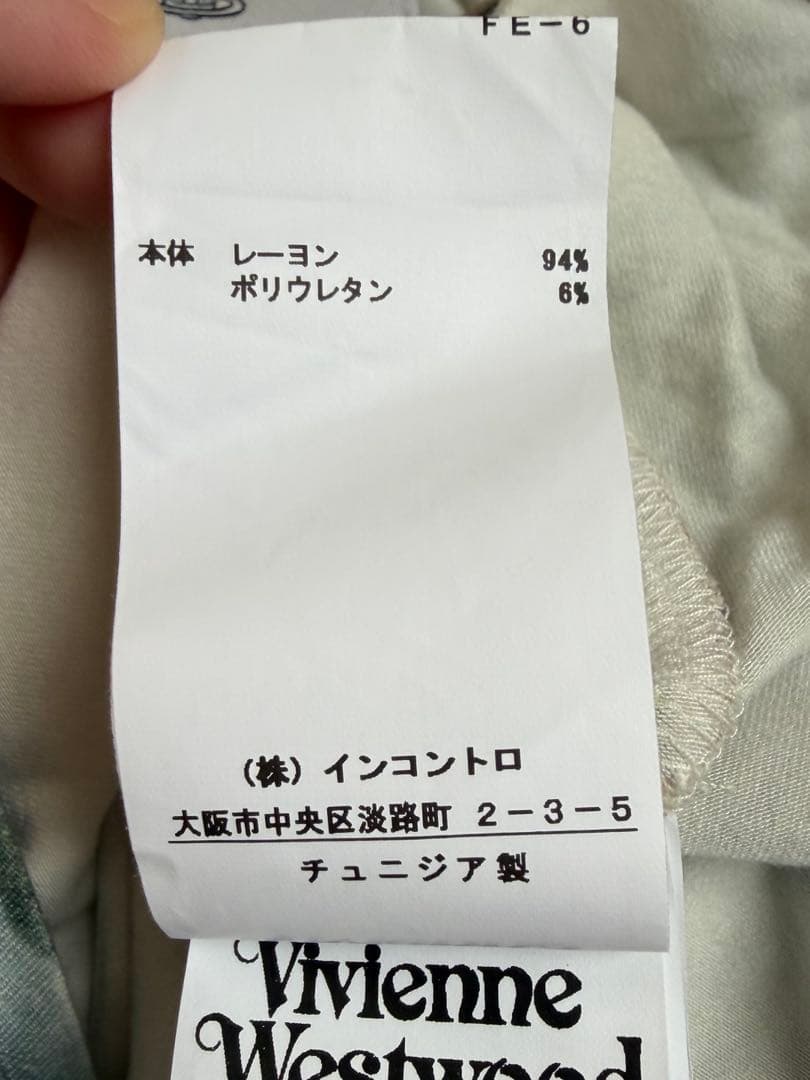 FE-6
本体 レーヨン 94%
ポリウレタン 6%
(株) インコントロ
大阪市中央区淡路町 2-3-5
チュニジア製
Vivienne
Westwood